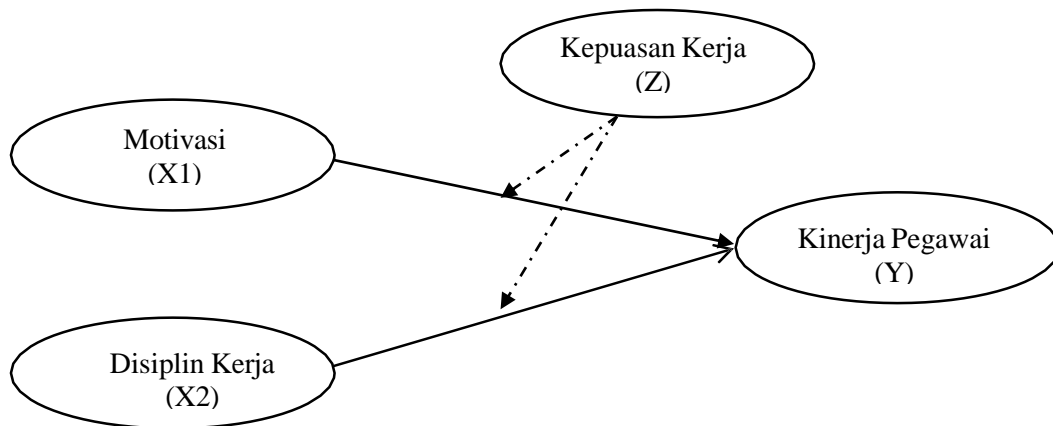 Kepuasan Kerja
(Z)
Motivasi
(X1)
Kinerja Pegawai
(Y)
Disiplin Kerja
(X2)